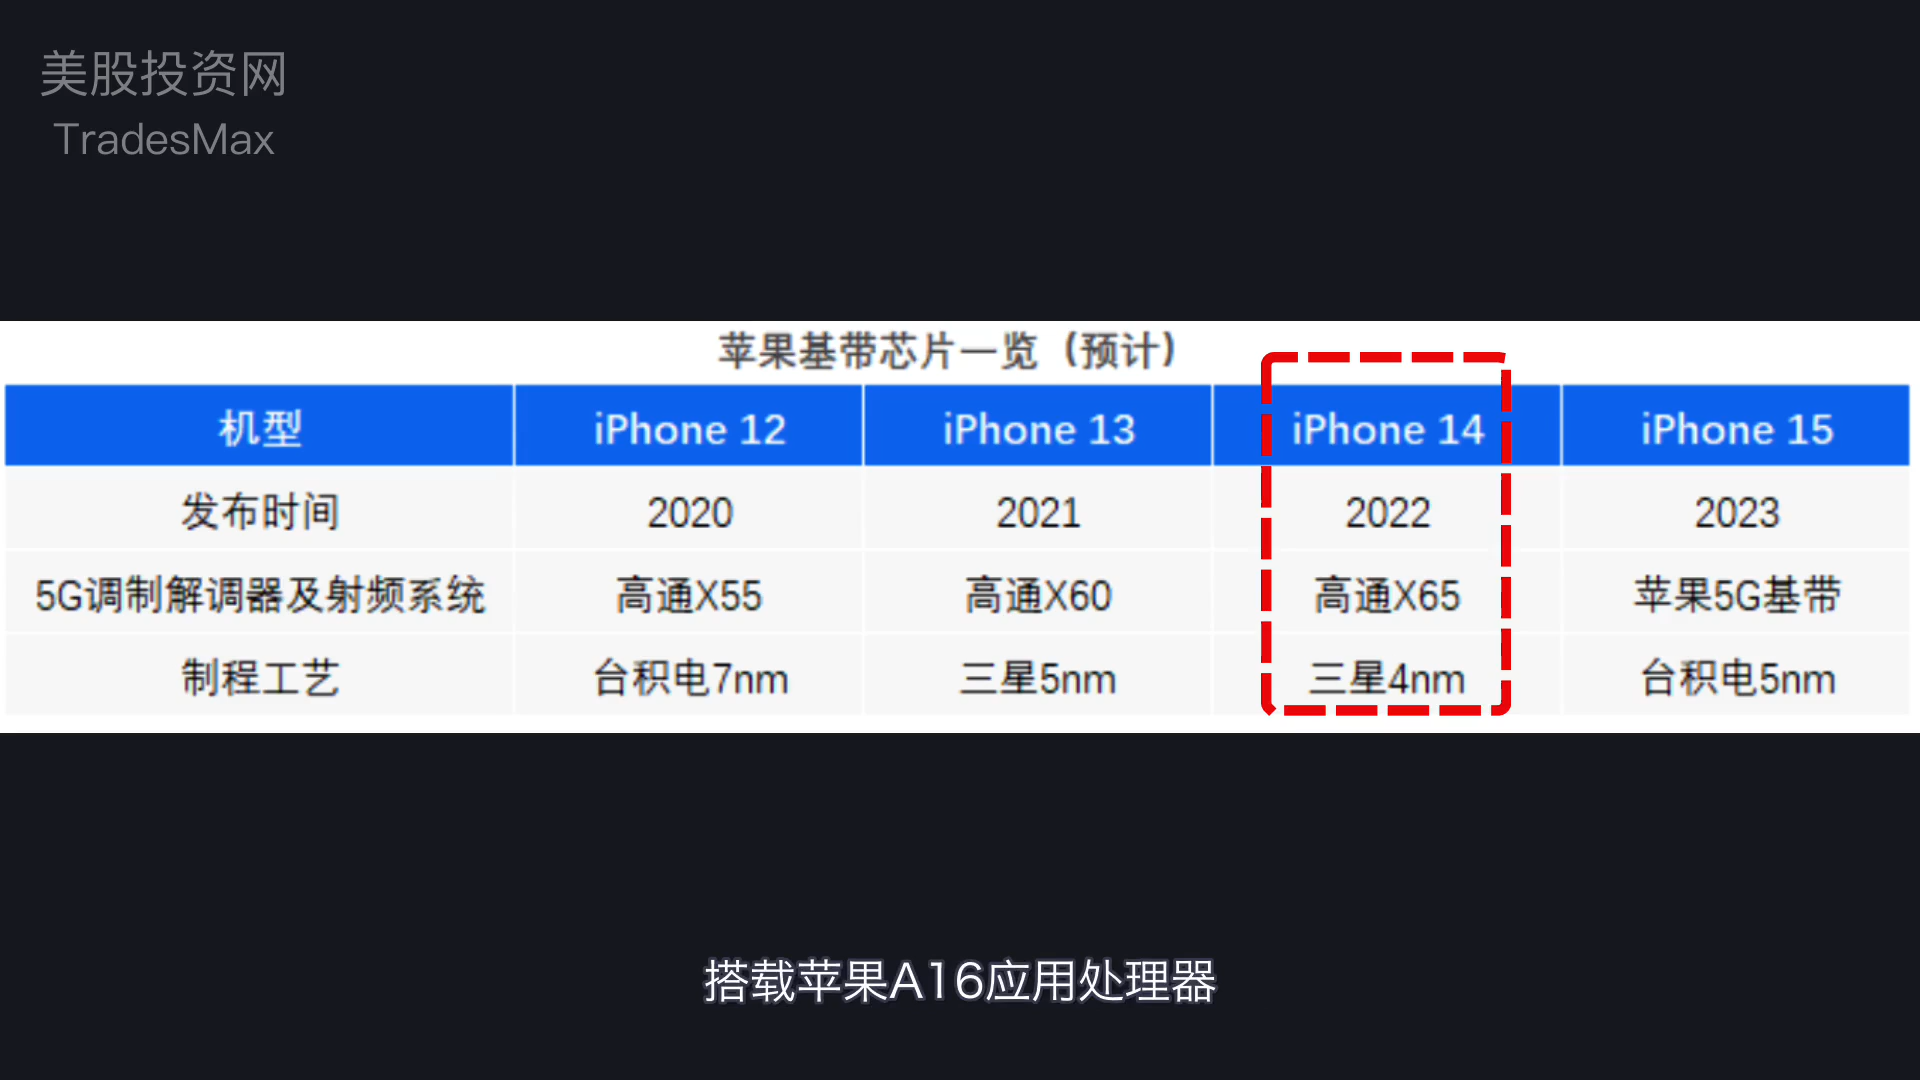 美股投资网
TradesMax
苹果基带芯片一览（预计）
机型 iPhone 12 iPhone 13 iPhone 14 iPhone 15
发布时间 2020 2021 2022 2023
5G调制解调器及射频系统 高通X55 高通X60 高通X65 苹果5G基带
制程工艺 台积电7nm 三星5nm 三星4nm 台积电5nm
搭载苹果A16应用处理器